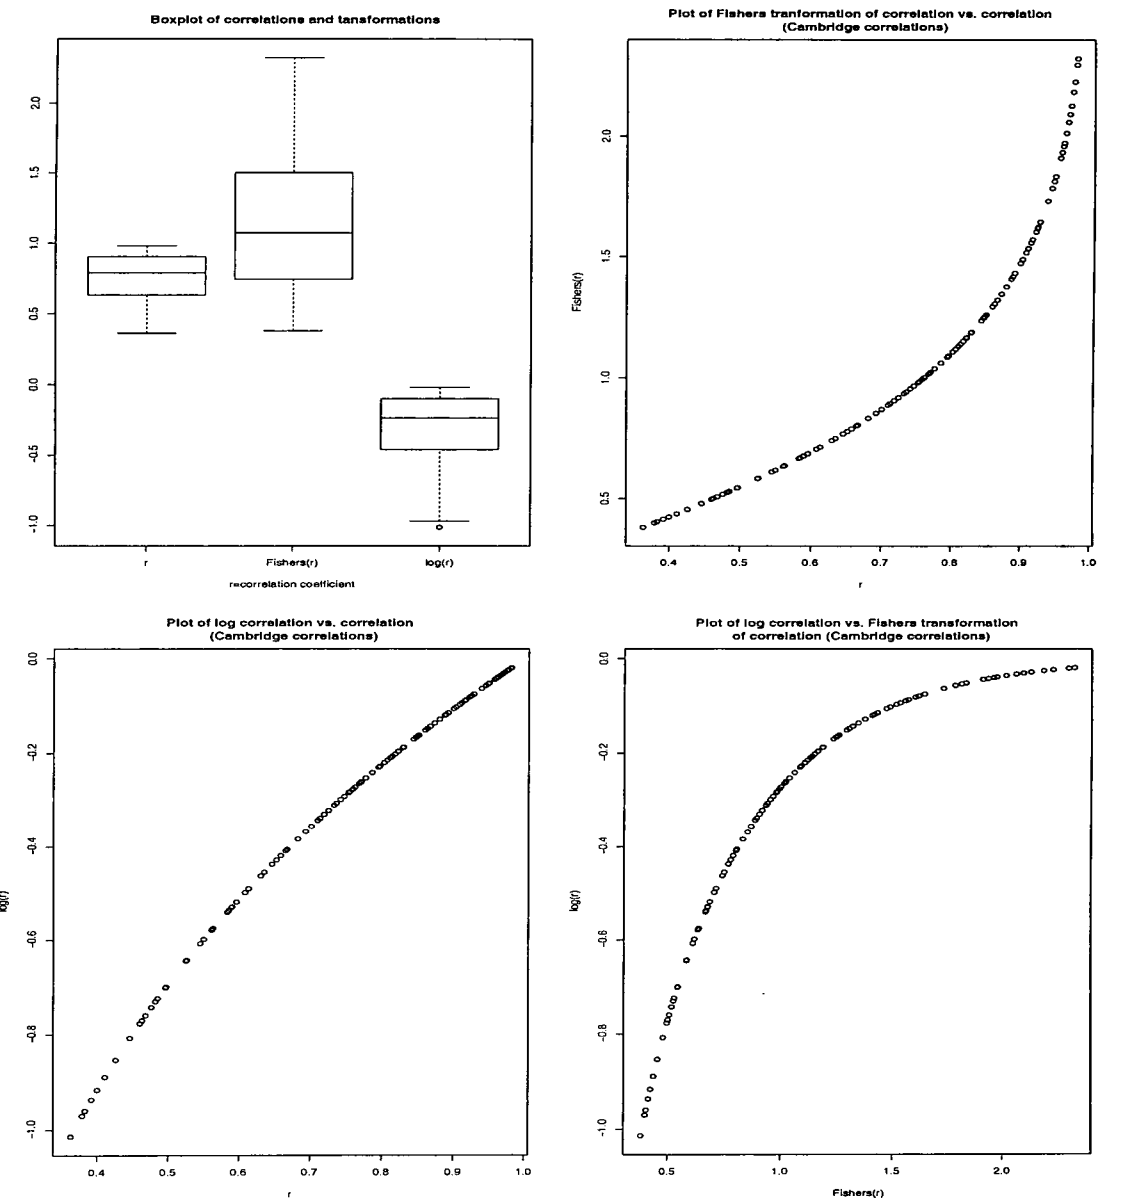 Boxplot of correlations and tansformations
2.0
1.5
1.0
0.5
0.0
-0.5
-1.0
r
Fishers(r)
log(r)
r=correlation coefficient
Plot of Fishers tranformation of correlation vs. correlation
(Cambridge correlations)
Fishers(r)
2.0
1.5
1.0
0.5
0.4
0.5
0.6
0.7
0.8
0.9
1.0
r
Plot of log correlation vs. correlation
(Cambridge correlations)
log(r)
0.0
-0.2
-0.4
-0.6
-0.8
-1.0
0.4
0.5
0.6
0.7
0.8
0.9
1.0
r
Plot of log correlation vs. Fishers transformation
of correlation (Cambridge correlations)
log(r)
0.0
-0.2
-0.4
-0.6
-0.8
-1.0
0.5
1.0
1.5
2.0
Fishers(r)